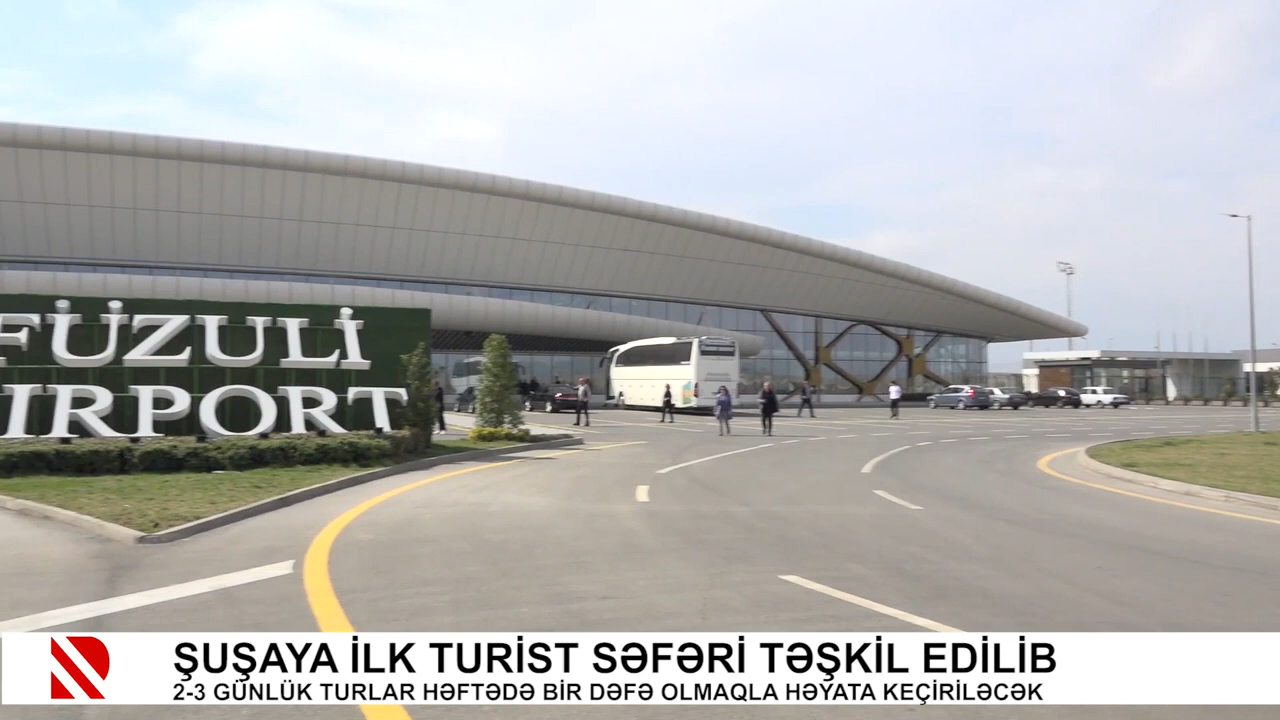 FÜZULİ
AIRPORT
ŞUŞAYA İLK TURİST SƏFƏRİ TƏŞKİL EDİLİB
2-3 GÜNLÜK TURLAR HƏFTƏDƏ BİR DƏFƏ OLMAQLA HƏYATA KEÇİRİLƏCƏK